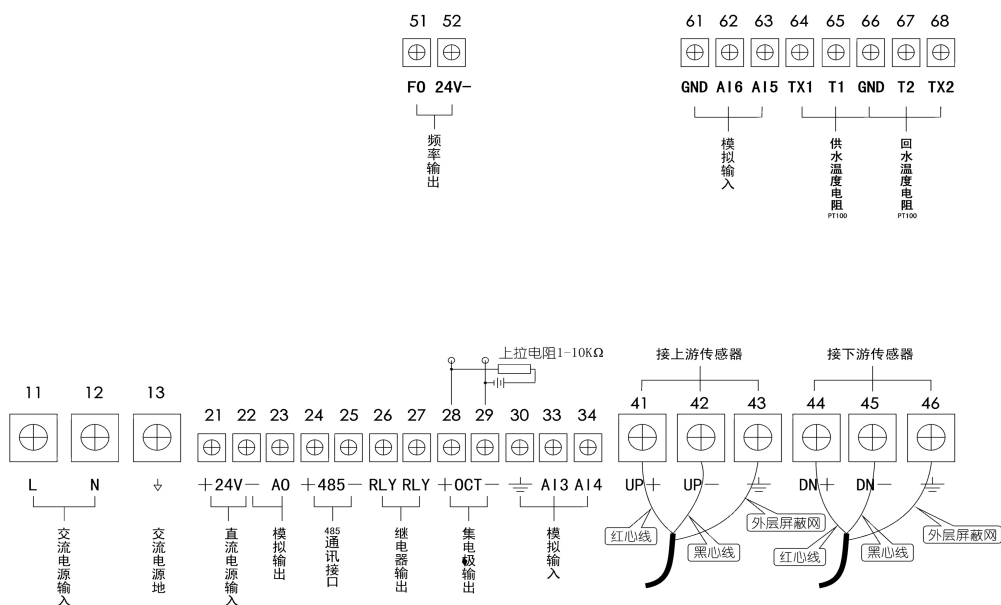 51 52
FO 24V-
频率输出
61 62 63 64 65 66 67 68
GND AI6 AI5 TX1 T1 GND T2 TX2
模拟输入
供水温度电阻
PT100
回水温度电阻
PT100
上拉电阻1-10KΩ
接上游传感器
接下游传感器
11 12 13
21 22 23 24 25 26 27 28 29 30 33 34
41 42 43 44 45 46
L N
+24V- AO +485- RLY RLY +OCT- AI3 AI4
UP+ UP- DN+ DN-
交流电源输入
交流电源地
直流电源输入
模拟输出
485通讯接口
继电器输出
集电极输出
模拟输入
红心线
黑心线
外层屏蔽网
红心线
黑心线
外层屏蔽网